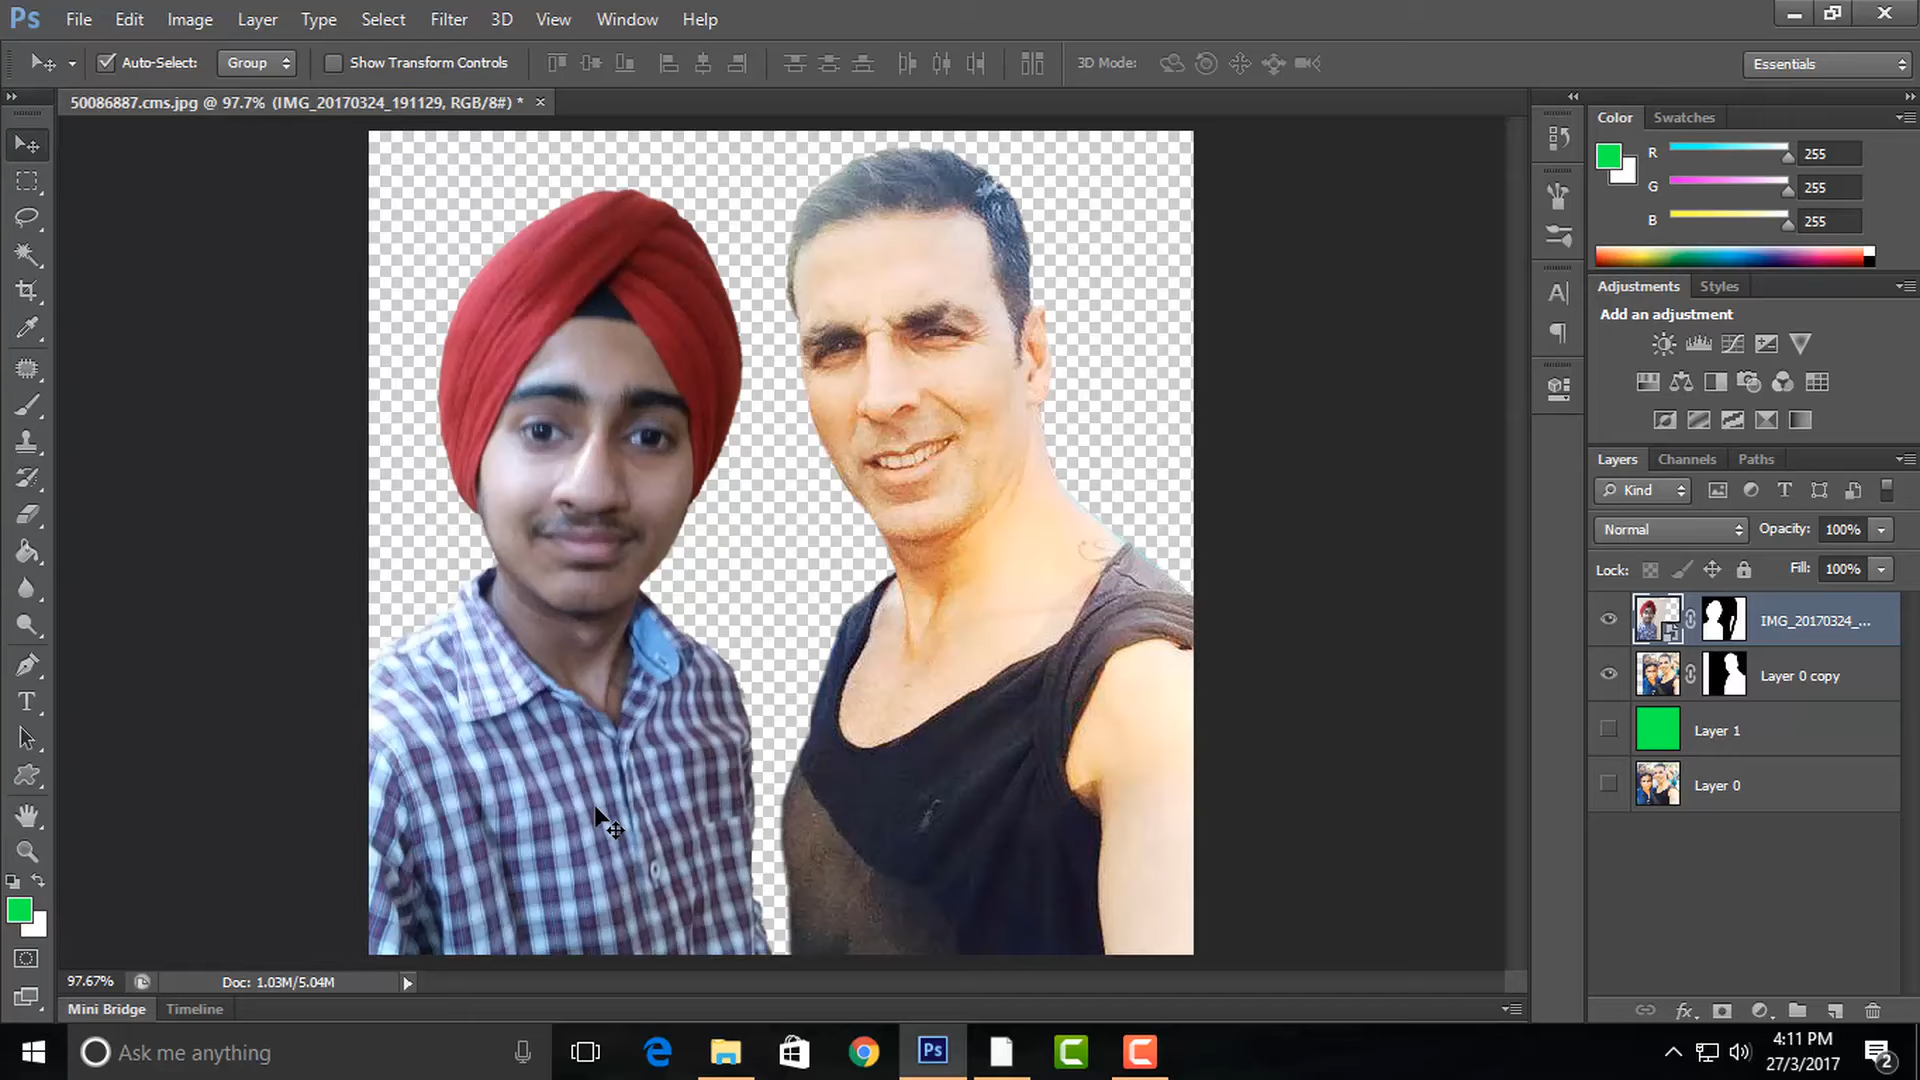 Ps File Edit Image Layer Type Select Filter 3D View Window Help
Auto-Select: Group Show Transform Controls 3D Mode: Essentials
50086887.cms.jpg @ 97.7% (IMG_20170324_191129, RGB/8#) *
Color Swatches
R 255
G 255
B 255
Adjustments Styles
Add an adjustment
Layers Channels Paths
Kind
Normal Opacity: 100%
Lock: Fill: 100%
IMG_20170324_...
Layer 0 copy
Layer 1
Layer 0
97.67% Doc: 1.03M/5.04M
Mini Bridge Timeline
Ask me anything
Ps
4:11 PM
27/3/2017
2